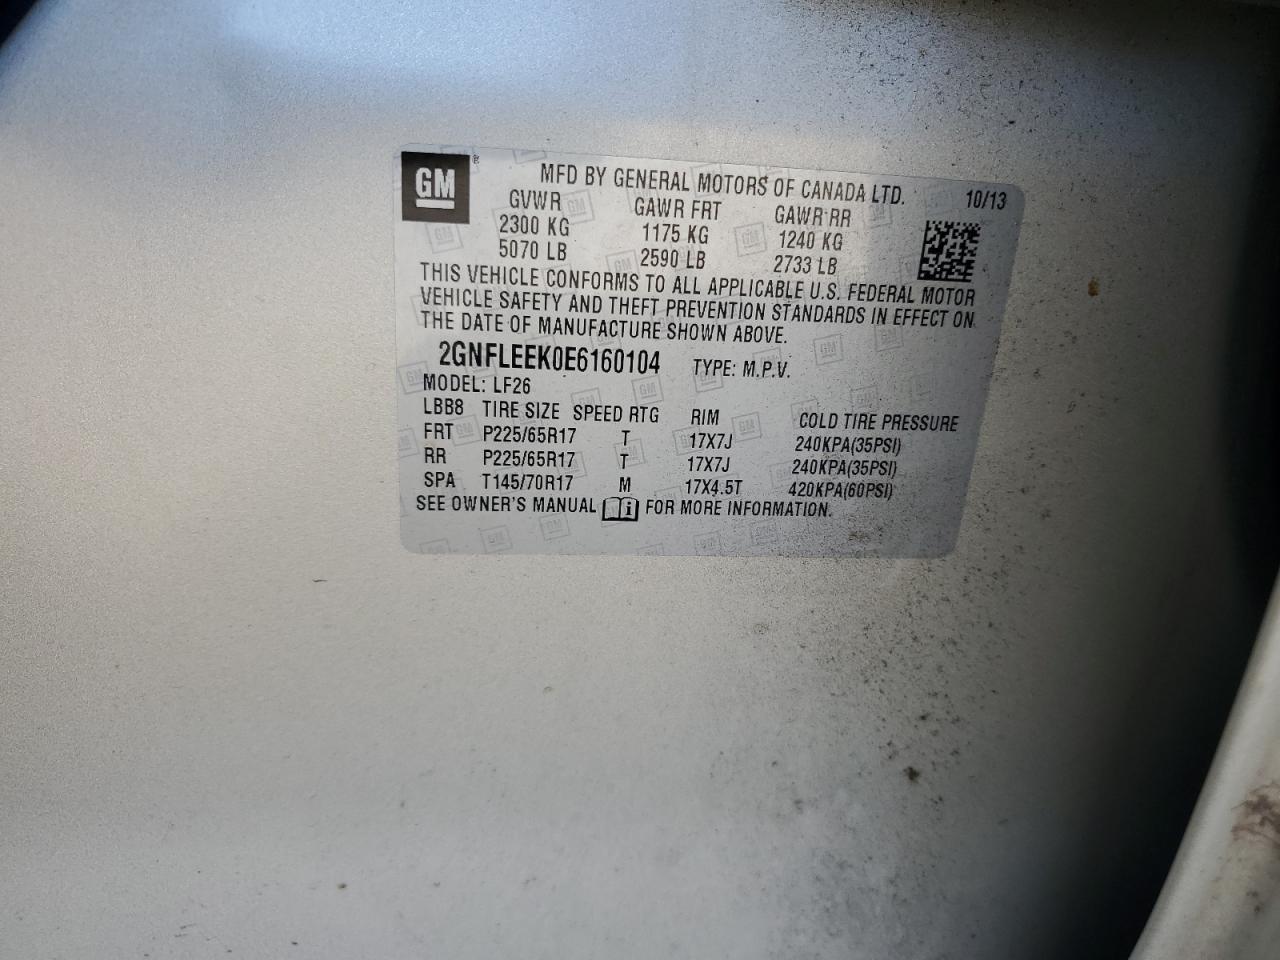 GM®
MFD BY GENERAL MOTORS OF CANADA LTD. 10/13
GVWR GAWR FRT GAWR RR
2300 KG 1175 KG 1240 KG
5070 LB 2590 LB 2733 LB
THIS VEHICLE CONFORMS TO ALL APPLICABLE U.S. FEDERAL MOTOR
VEHICLE SAFETY AND THEFT PREVENTION STANDARDS IN EFFECT ON
THE DATE OF MANUFACTURE SHOWN ABOVE.
2GNFLEEK0E6160104 TYPE: M.P.V.
MODEL: LF26
LBB8 TIRE SIZE SPEED RTG RIM COLD TIRE PRESSURE
FRT P225/65R17 T 17X7J 240KPA(35PSI)
RR P225/65R17 T 17X7J 240KPA(35PSI)
SPA T145/70R17 M 17X4.5T 420KPA(60PSI)
SEE OWNER'S MANUAL i FOR MORE INFORMATION.